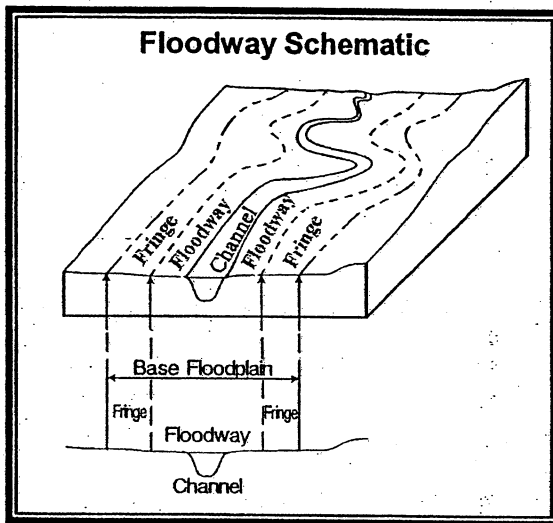 Floodway Schematic
Fringe
Floodway
Channel
Floodway
Fringe
Base Floodplain
Fringe
Fringe
Floodway
Channel